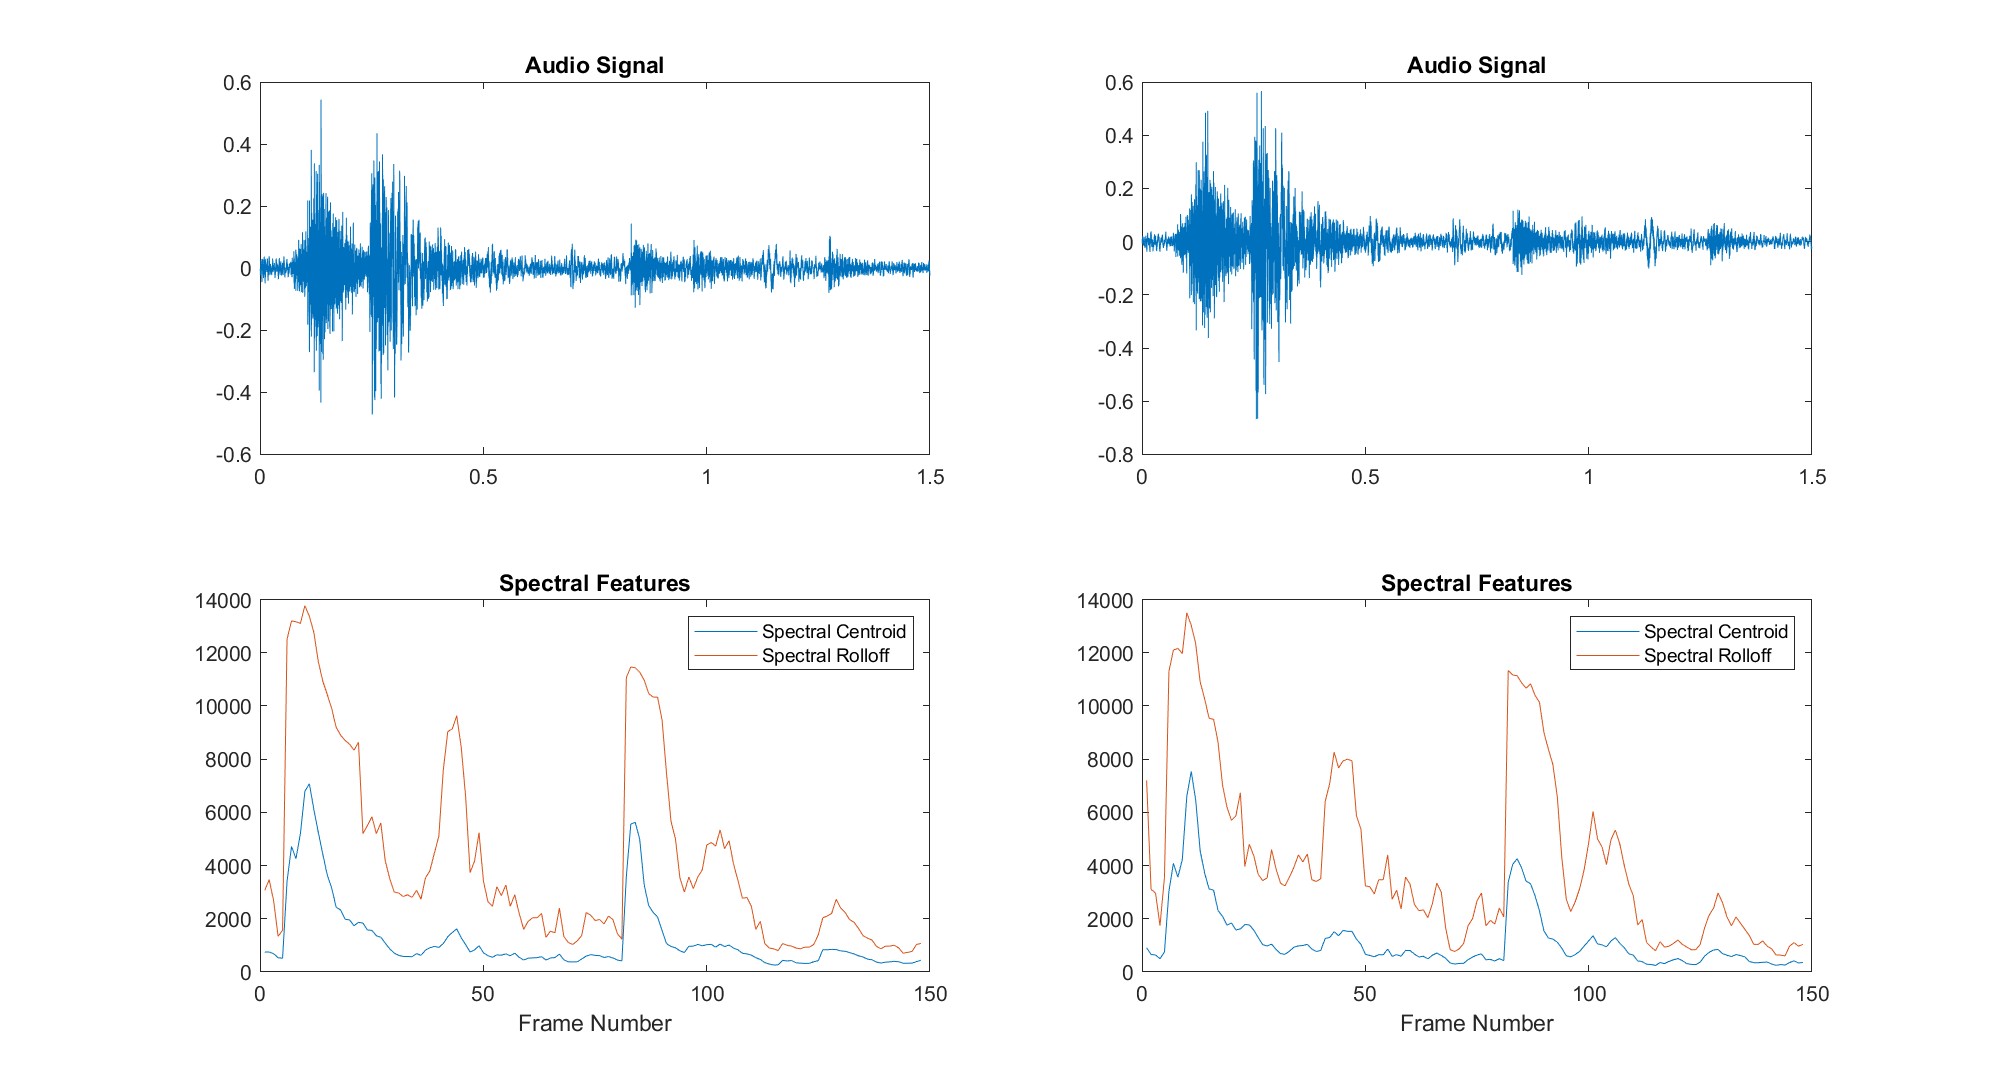 Audio Signal
0.6
0.4
0.2
0
-0.2
-0.4
-0.6
0 0.5 1 1.5
Audio Signal
0.6
0.4
0.2
0
-0.2
-0.4
-0.6
-0.8
0 0.5 1 1.5
Spectral Features
14000
12000
10000
8000
6000
4000
2000
0
Spectral Centroid
Spectral Rolloff
0 50 100 150
Frame Number
Spectral Features
14000
12000
10000
8000
6000
4000
2000
0
Spectral Centroid
Spectral Rolloff
0 50 100 150
Frame Number